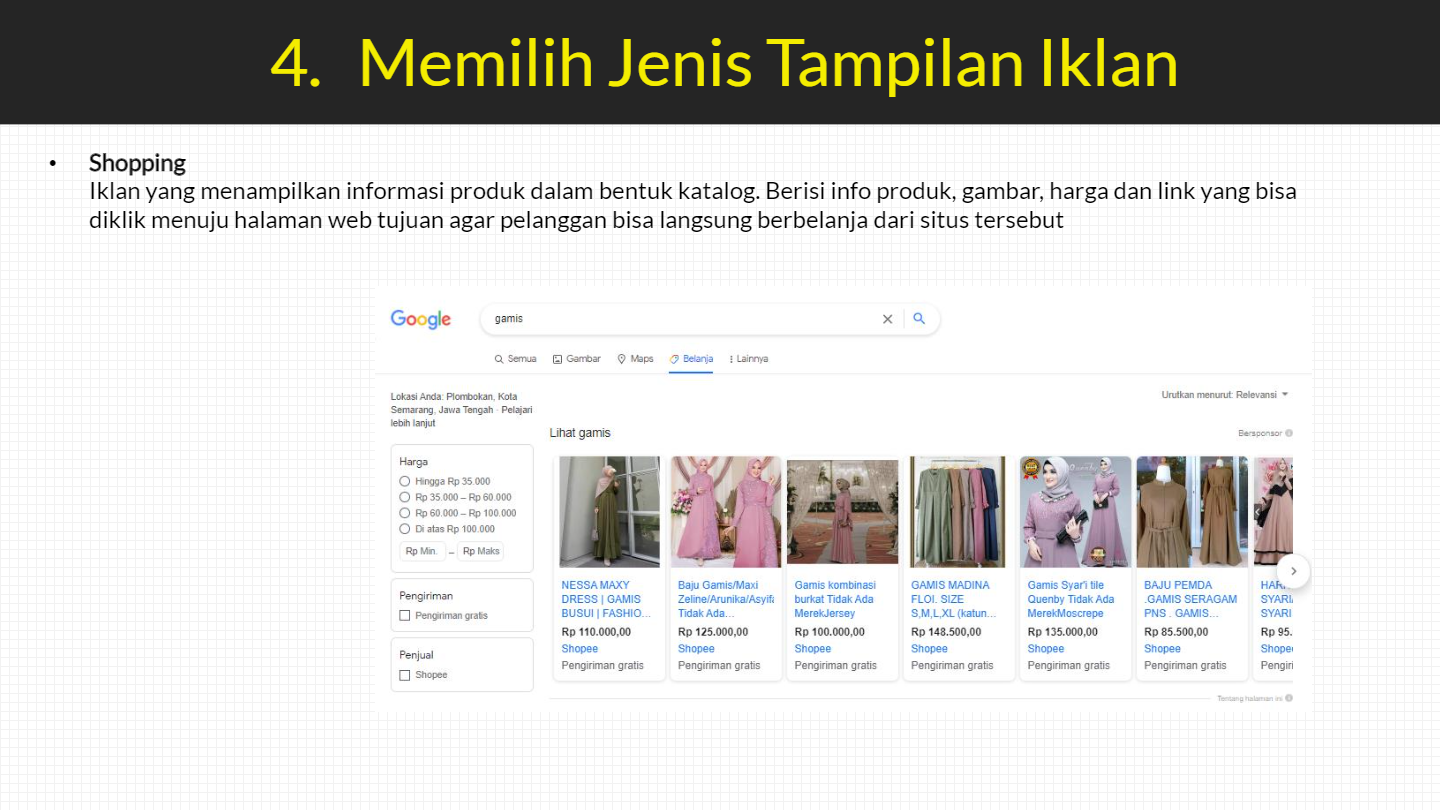 4. Memilih Jenis Tampilan Iklan
• Shopping
Iklan yang menampilkan informasi produk dalam bentuk katalog. Berisi info produk, gambar, harga dan link yang bisa
diklik menuju halaman web tujuan agar pelanggan bisa langsung berbelanja dari situs tersebut
Google
gamis
Semua Gambar Maps Belanja Lainnya
Lokasi Anda: Plombokan, Kota
Semarang, Jawa Tengah · Pelajari
lebih lanjut
Urutkan menurut: Relevansi
Harga
Hingga Rp 35.000
Rp 35.000 – Rp 60.000
Rp 60.000 – Rp 100.000
Di atas Rp 100.000
Rp Min. – Rp Maks
Pengiriman
Pengiriman gratis
Penjual
Shopee
Lihat gamis
Bersponsor
NESSA MAXY
DRESS | GAMIS
BUSUI | FASHIO...
Rp 110.000,00
Shopee
Pengiriman gratis
Baju Gamis/Maxi
Zeline/Arunika/Asyifa
Tidak Ada...
Rp 125.000,00
Shopee
Pengiriman gratis
Gamis kombinasi
burkat Tidak Ada
MerekJersey
Rp 100.000,00
Shopee
Pengiriman gratis
GAMIS MADINA
FLOI. SIZE
S,M,L,XL (katun...
Rp 148.500,00
Shopee
Pengiriman gratis
Gamis Syar'i tile
Quenby Tidak Ada
MerekMoscrepe
Rp 135.000,00
Shopee
Pengiriman gratis
BAJU PEMDA
.GAMIS SERAGAM
PNS . GAMIS...
Rp 85.500,00
Shopee
Pengiriman gratis
SYARI
Rp 95.
Shopee
Pengiri
Tentang halaman ini